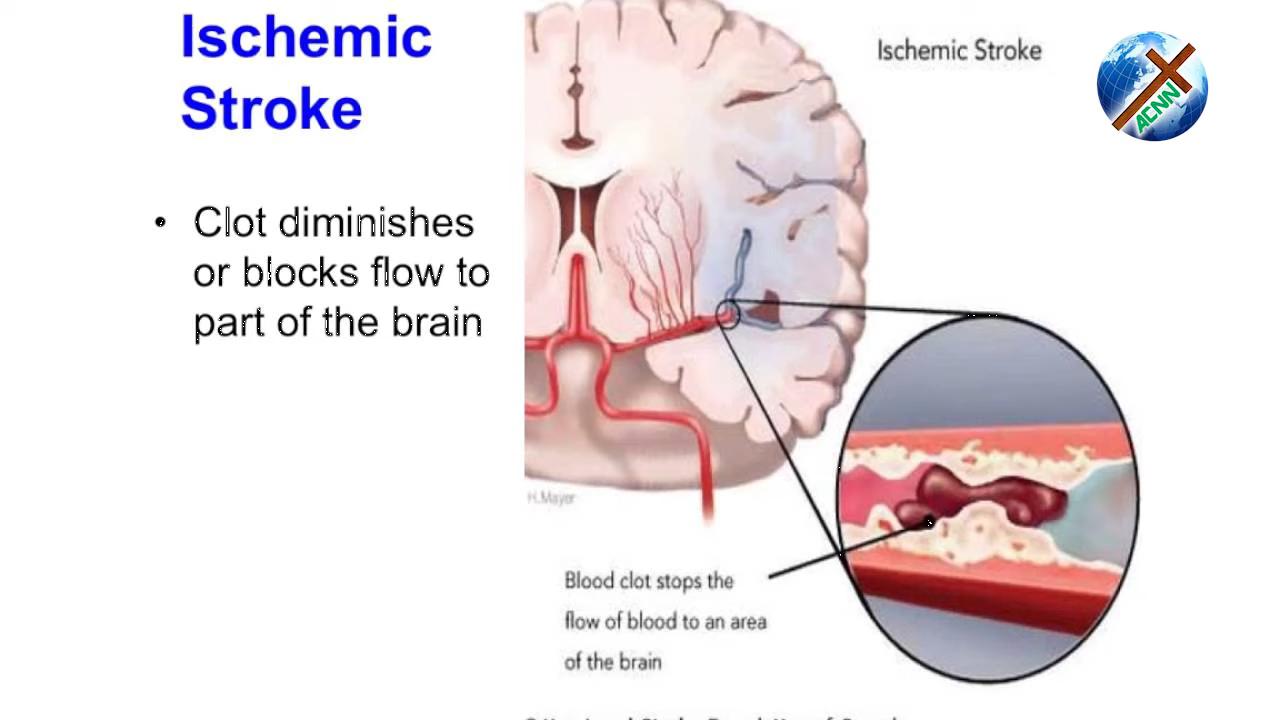 Ischemic
Stroke
• Clot diminishes
or blocks flow to
part of the brain
Ischemic Stroke
ACNN
H.Mayer
Blood clot stops the
flow of blood to an area
of the brain